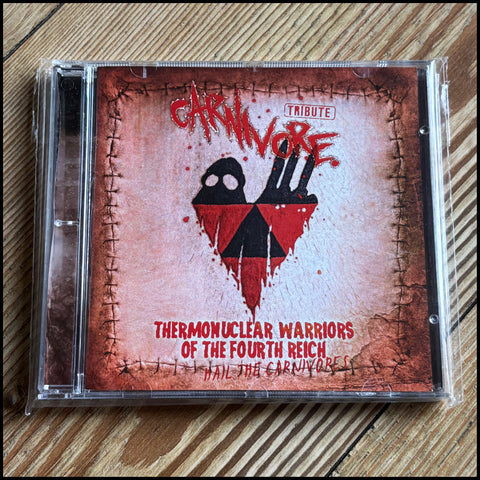 CARNIVORE
TRIBUTE
THERMONUCLEAR WARRIORS
OF THE FOURTH REICH
HAIL THE CARNIVORES